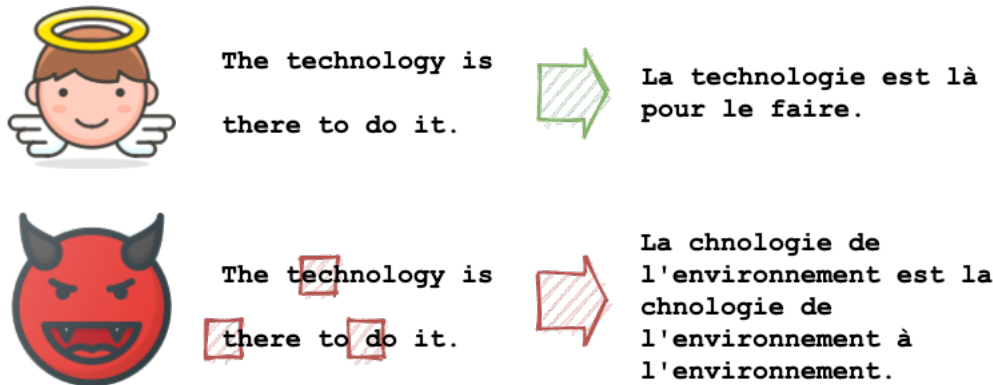 The technology is
there to do it.
La technologie est là
pour le faire.
The technology is
there to do it.
La chnologie de
l'environnement est la
chnologie de
l'environnement à
l'environnement.